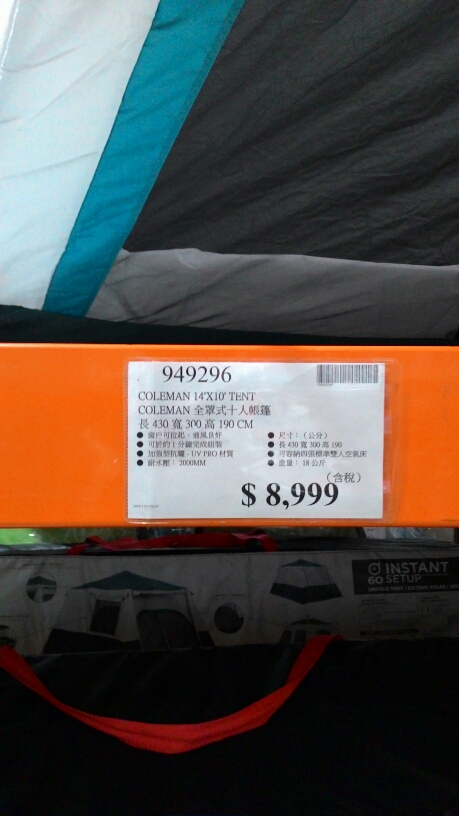 949296
COLEMAN 14'X10' TENT
COLEMAN 全罩式十人帳篷
長 430 寬 300 高 190 CM
● 窗戶可拉起，通風良好
● 可於約 1 分鐘完成組裝
● 加強型抗曬，UV PRO 材質
● 耐水壓： 2000MM
● 尺寸：(公分)
● 長 430 寬 300 高 190
● 可容納四張標準雙人空氣床
● 重量： 18 公斤
(含稅)
$ 8,999
INSTANT
60 SETUP